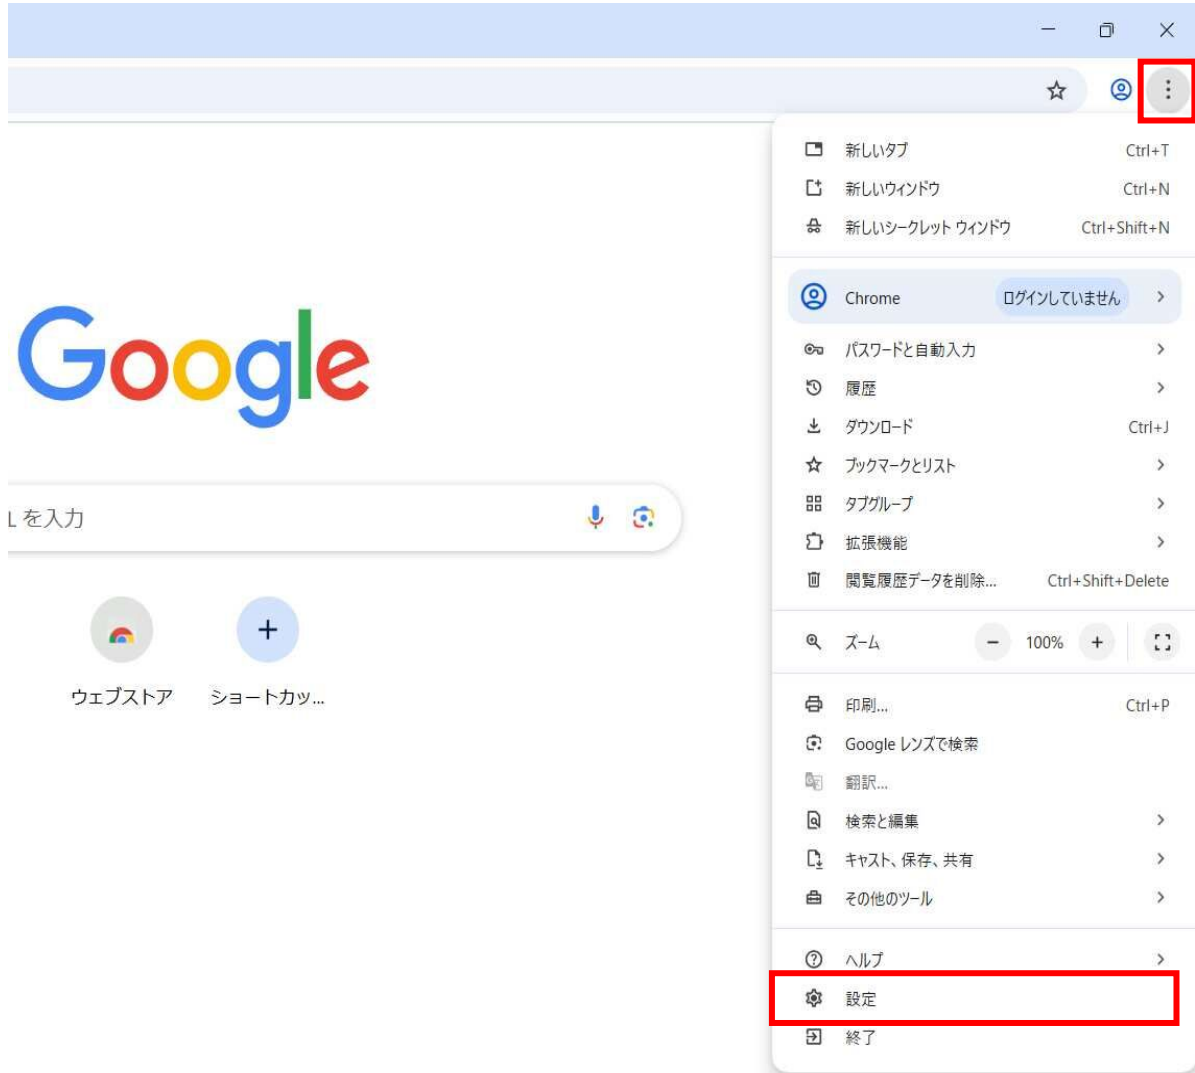 新しいタブ Ctrl+T
新しいウィンドウ Ctrl+N
新しいシークレット ウィンドウ Ctrl+Shift+N
Chrome ログインしていません
パスワードと自動入力
履歴
ダウンロード Ctrl+J
ブックマークとリスト
タブグループ
拡張機能
閲覧履歴データを削除... Ctrl+Shift+Delete
ズーム - 100% +
印刷... Ctrl+P
Google レンズで検索
翻訳...
検索と編集
キャスト、保存、共有
その他のツール
ヘルプ
設定
終了
Google
L を入力
ウェブストア ショートカッ...